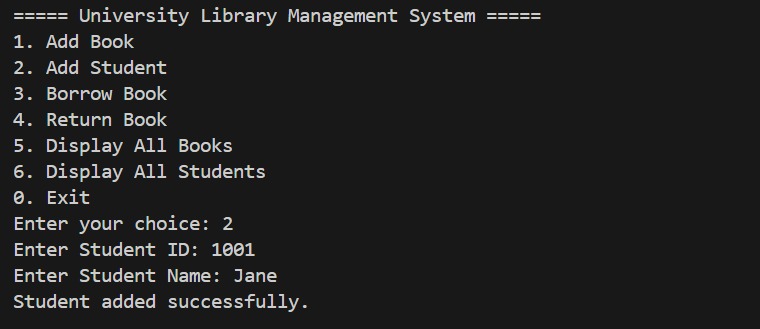 ===== University Library Management System =====
1. Add Book
2. Add Student
3. Borrow Book
4. Return Book
5. Display All Books
6. Display All Students
0. Exit
Enter your choice: 2
Enter Student ID: 1001
Enter Student Name: Jane
Student added successfully.